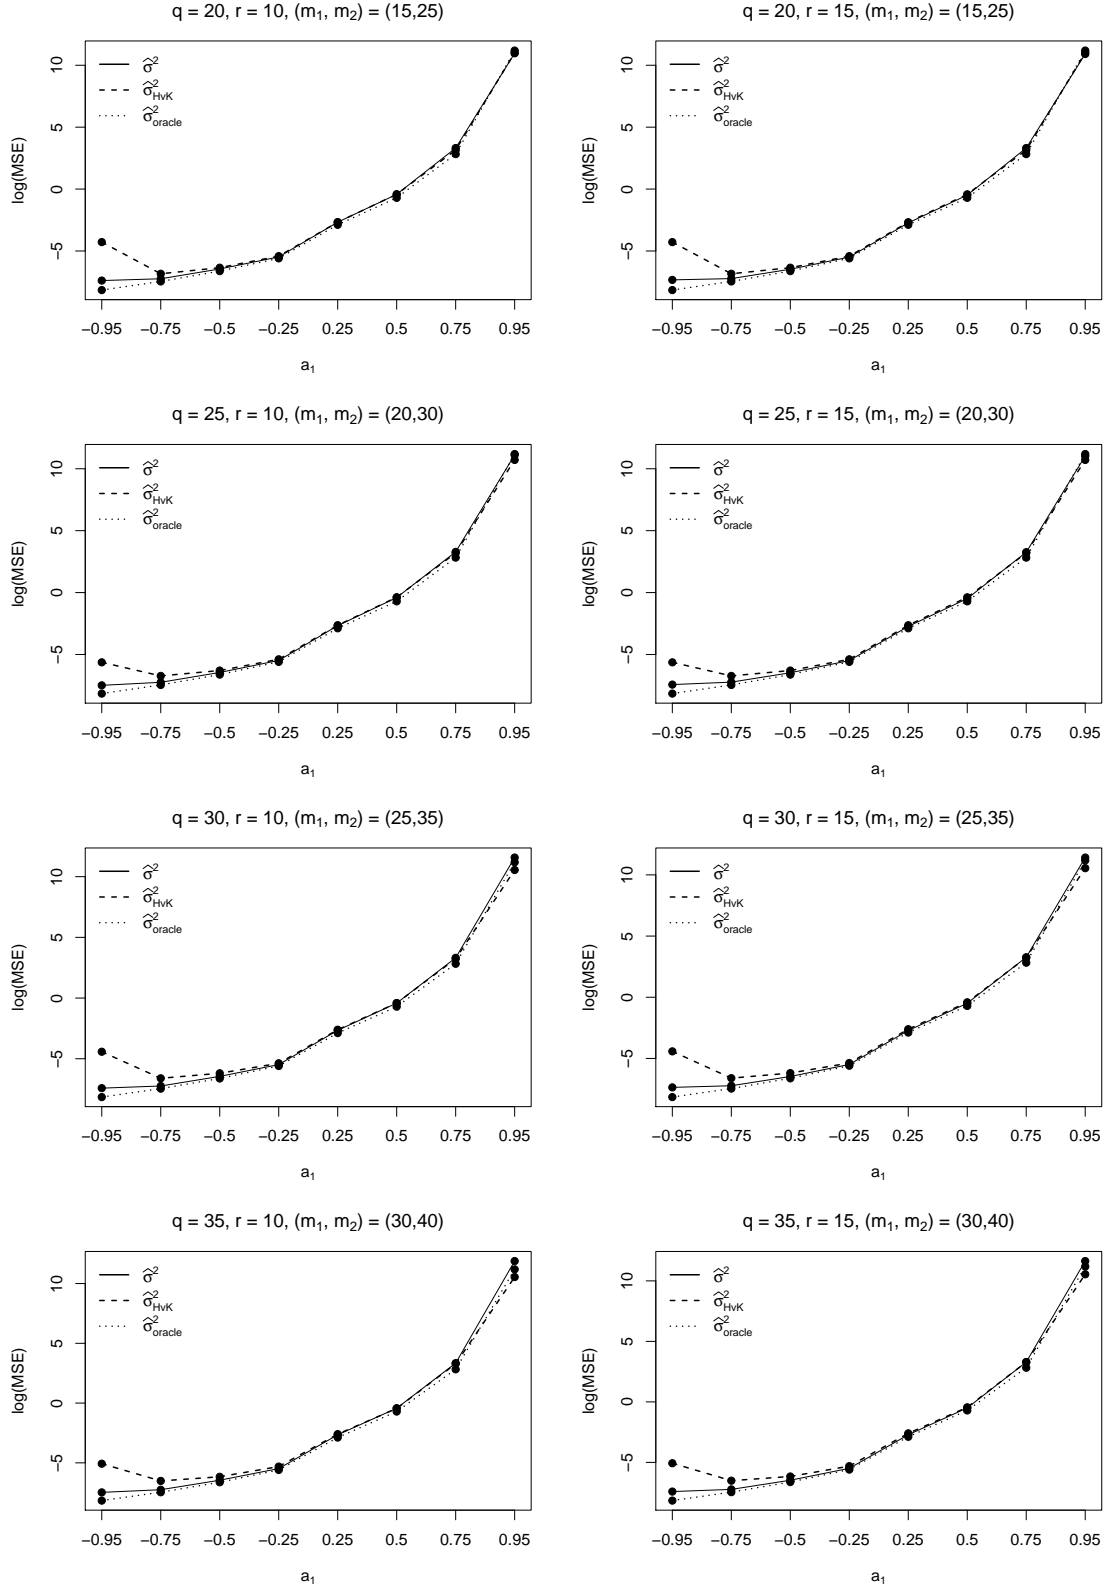 q = 20, r = 10, (m₁, m₂) = (15,25)
log(MSE)
10
5
0
−5
σ̂²
σ̂²HvK
σ̂²oracle
−0.95 −0.75 −0.5 −0.25 0.25 0.5 0.75 0.95
a₁
q = 20, r = 15, (m₁, m₂) = (15,25)
log(MSE)
10
5
0
−5
σ̂²
σ̂²HvK
σ̂²oracle
−0.95 −0.75 −0.5 −0.25 0.25 0.5 0.75 0.95
a₁
q = 25, r = 10, (m₁, m₂) = (20,30)
log(MSE)
10
5
0
−5
σ̂²
σ̂²HvK
σ̂²oracle
−0.95 −0.75 −0.5 −0.25 0.25 0.5 0.75 0.95
a₁
q = 25, r = 15, (m₁, m₂) = (20,30)
log(MSE)
10
5
0
−5
σ̂²
σ̂²HvK
σ̂²oracle
−0.95 −0.75 −0.5 −0.25 0.25 0.5 0.75 0.95
a₁
q = 30, r = 10, (m₁, m₂) = (25,35)
log(MSE)
10
5
0
−5
σ̂²
σ̂²HvK
σ̂²oracle
−0.95 −0.75 −0.5 −0.25 0.25 0.5 0.75 0.95
a₁
q = 30, r = 15, (m₁, m₂) = (25,35)
log(MSE)
10
5
0
−5
σ̂²
σ̂²HvK
σ̂²oracle
−0.95 −0.75 −0.5 −0.25 0.25 0.5 0.75 0.95
a₁
q = 35, r = 10, (m₁, m₂) = (30,40)
log(MSE)
10
5
0
−5
σ̂²
σ̂²HvK
σ̂²oracle
−0.95 −0.75 −0.5 −0.25 0.25 0.5 0.75 0.95
a₁
q = 35, r = 15, (m₁, m₂) = (30,40)
log(MSE)
10
5
0
−5
σ̂²
σ̂²HvK
σ̂²oracle
−0.95 −0.75 −0.5 −0.25 0.25 0.5 0.75 0.95
a₁